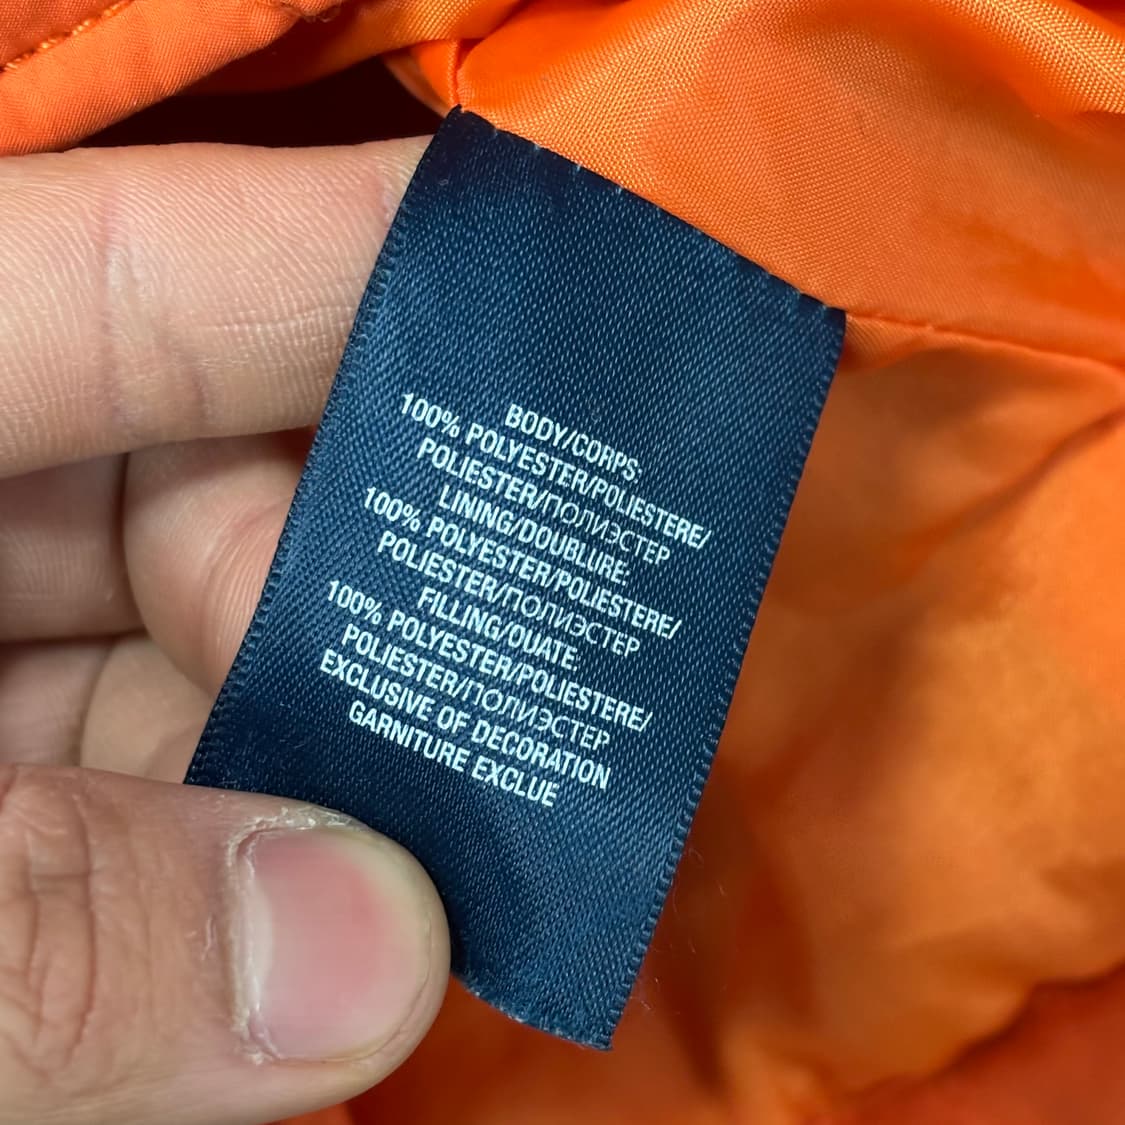 BODY/CORPS:
100% POLYESTER/POLIESTERE/
POLIESTER/ПОЛИЭСТЕР
LINING/DOUBLURE:
100% POLYESTER/POLIESTERE/
POLIESTER/ПОЛИЭСТЕР
FILLING/OUATE:
100% POLYESTER/POLIESTERE/
POLIESTER/ПОЛИЭСТЕР
EXCLUSIVE OF DECORATION
GARNITURE EXCLUE